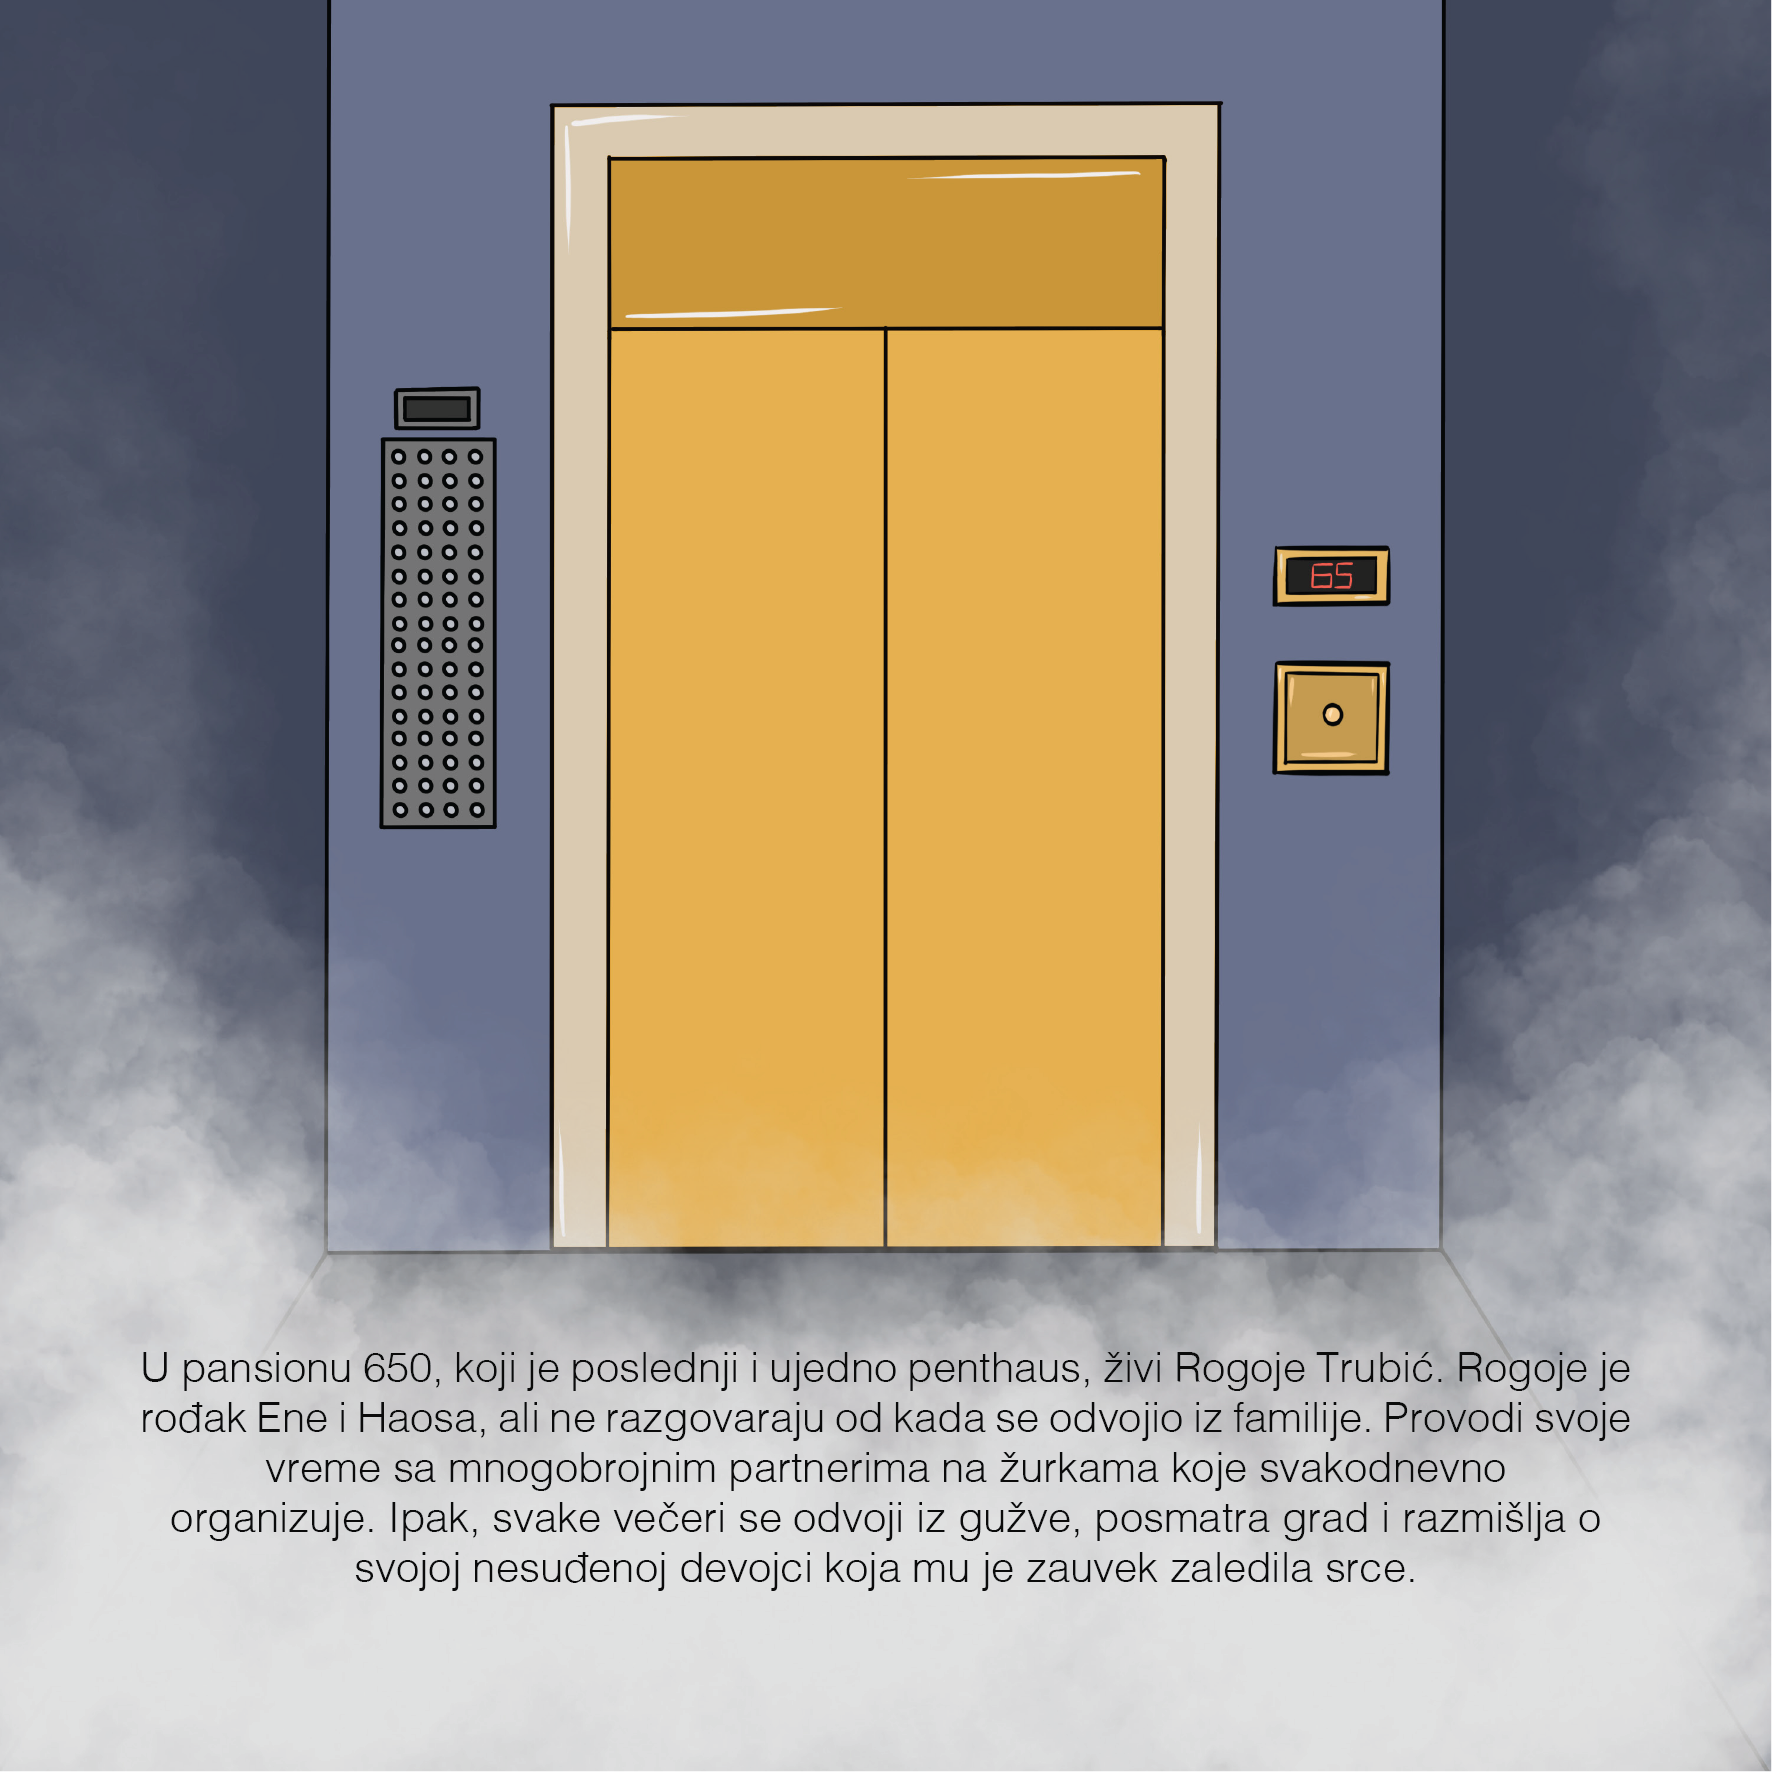 65
U pansionu 650, koji je poslednji i ujedno penthaus, živi Rogoje Trubić. Rogoje je
rođak Ene i Haosa, ali ne razgovaraju od kada se odvojio iz familije. Provodi svoje
vreme sa mnogobrojnim partnerima na žurkama koje svakodnevno
organizuje. Ipak, svake večeri se odvoji iz gužve, posmatra grad i razmišlja o
svojoj nesuđenoj devojci koja mu je zauvek zaledila srce.